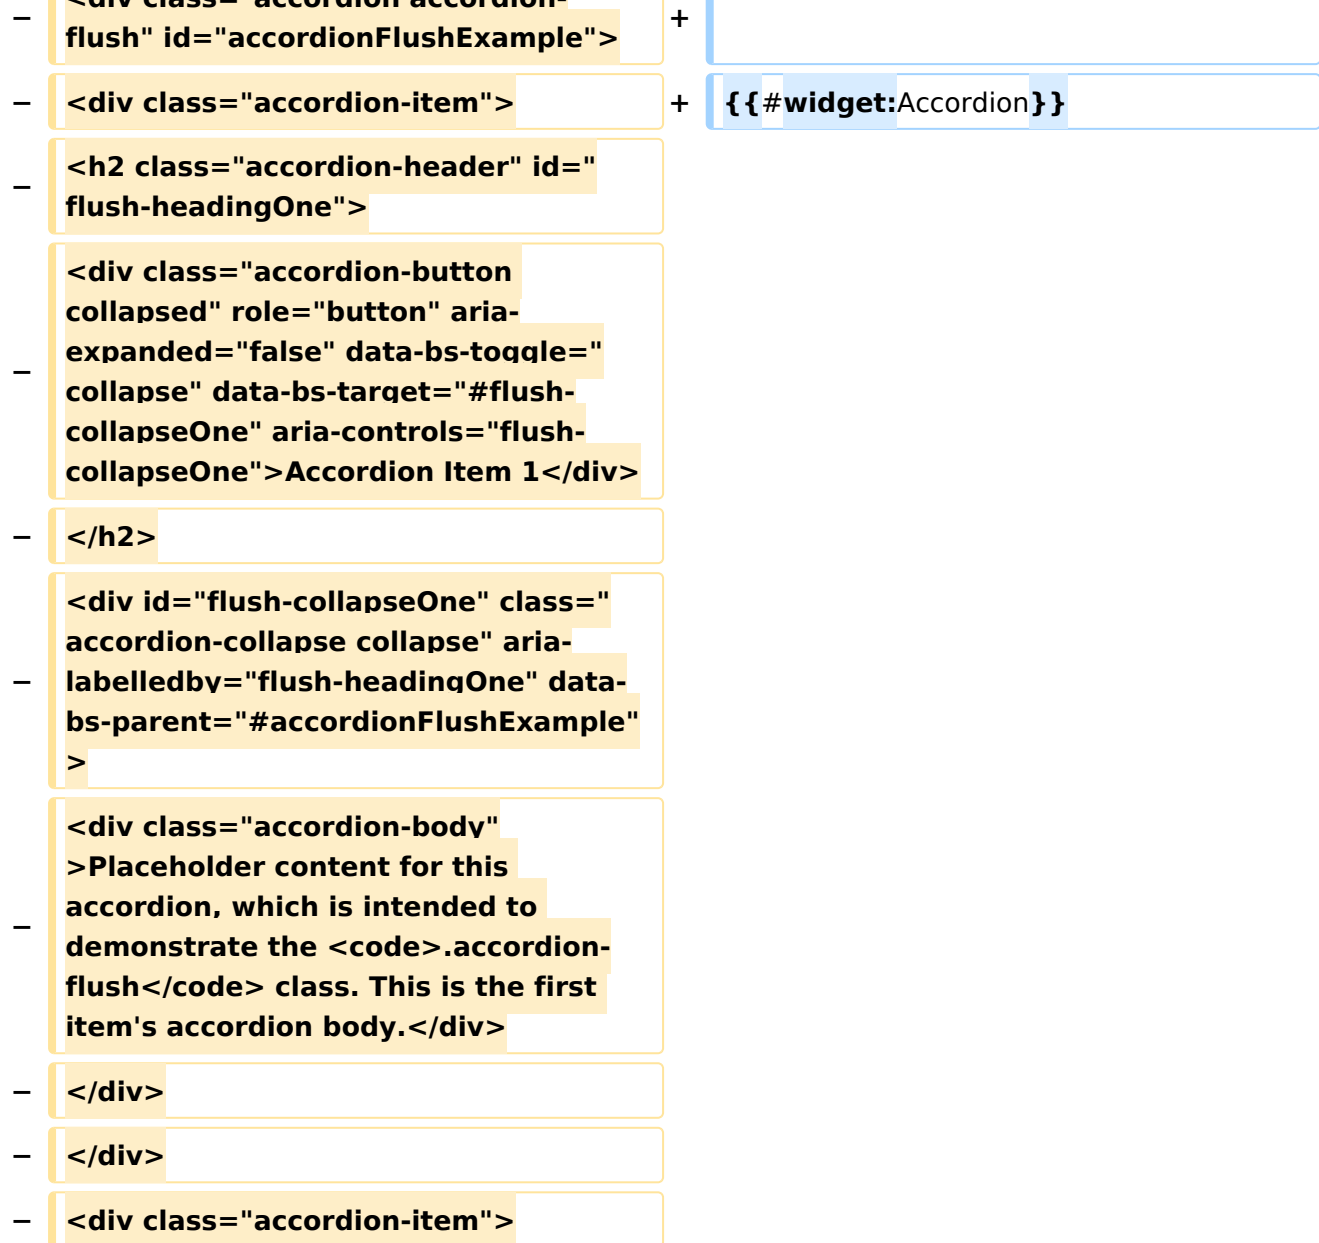 − <div class="accordion accordion- +
flush" id="accordionFlushExample">
− <div class="accordion-item"> + {{#widget:Accordion}}
− <h2 class="accordion-header" id="
flush-headingOne">
− <div class="accordion-button
collapsed" role="button" aria-
expanded="false" data-bs-toggle="
collapse" data-bs-target="#flush-
collapseOne" aria-controls="flush-
collapseOne">Accordion Item 1</div>
− </h2>
− <div id="flush-collapseOne" class="
accordion-collapse collapse" aria-
labelledby="flush-headingOne" data-
bs-parent="#accordionFlushExample"
>
− <div class="accordion-body"
>Placeholder content for this
accordion, which is intended to
demonstrate the <code>.accordion-
flush</code> class. This is the first
item's accordion body.</div>
− </div>
− </div>
− <div class="accordion-item">